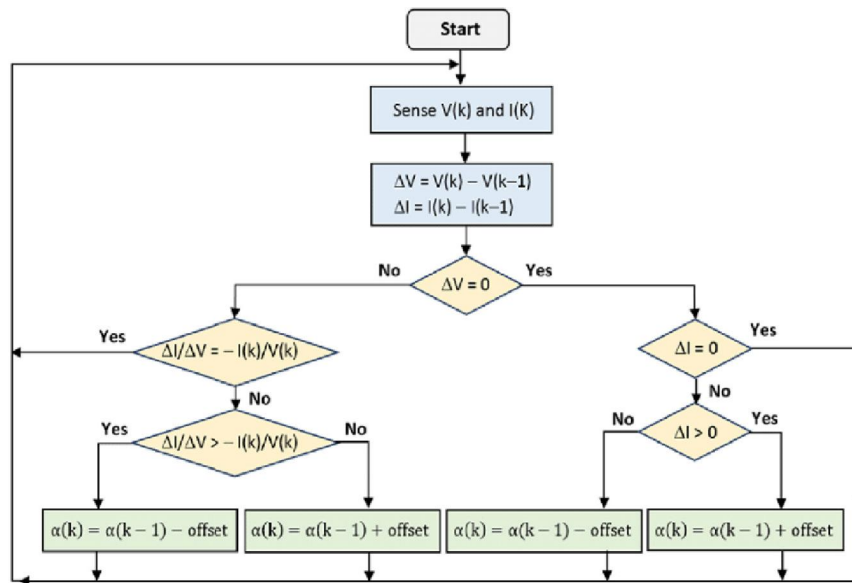 Start
Sense V(k) and I(K)
ΔV = V(k) − V(k−1)
ΔI = I(k) − I(k−1)
No
Yes
ΔV = 0
Yes
ΔI/ΔV = − I(k)/V(k)
ΔI = 0
Yes
No
No
Yes
ΔI/ΔV > − I(k)/V(k)
No
No
ΔI > 0
Yes
α(k) = α(k − 1) − offset
α(k) = α(k − 1) + offset
α(k) = α(k − 1) − offset
α(k) = α(k − 1) + offset